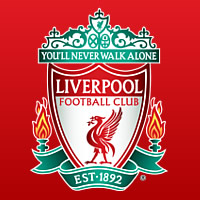 YOU'LL NEVER WALK ALONE
LIVERPOOL
FOOTBALL CLUB
EST·1892
®